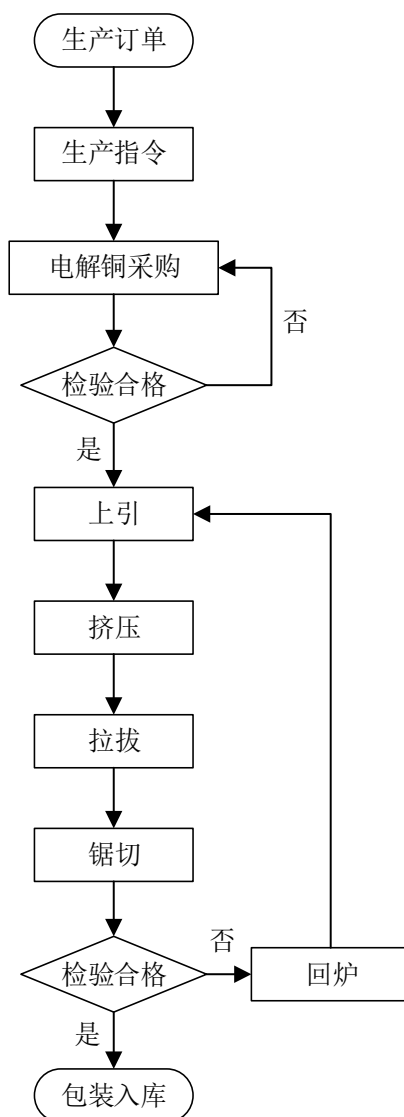 生产订单
生产指令
电解铜采购
否
检验合格
是
上引
挤压
拉拔
锯切
否
检验合格
回炉
是
包装入库